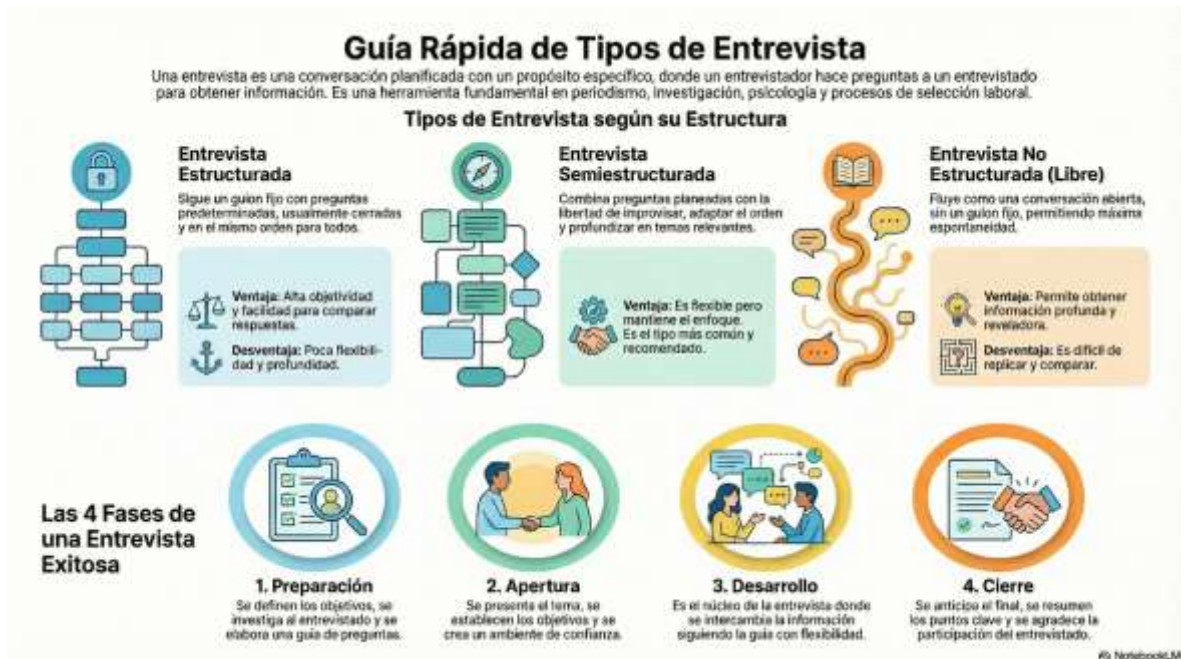 Guía Rápida de Tipos de Entrevista
Una entrevista es una conversación planificada con un propósito específico, donde un entrevistador hace preguntas a un entrevistado
para obtener información. Es una herramienta fundamental en periodismo, investigación, psicología y procesos de selección laboral.
Tipos de Entrevista según su Estructura
Entrevista
Estructurada
Sigue un guion fijo con preguntas
predeterminadas, usualmente cerradas
y en el mismo orden para todos.
Ventaja: Alta objetividad
y facilidad para comparar
respuestas.
Desventaja: Poca flexibili-
dad y profundidad.
Entrevista
Semiestructurada
Combina preguntas planeadas con la
libertad de improvisar, adaptar el orden
y profundizar en temas relevantes.
Ventaja: Es flexible pero
mantiene el enfoque.
Es el tipo más común y
recomendado.
Entrevista No
Estructurada (Libre)
Fluye como una conversación abierta,
sin un guion fijo, permitiendo máxima
espontaneidad.
Ventaja: Permite obtener
información profunda y
reveladora.
Desventaja: Es difícil de
replicar y comparar.
Las 4 Fases de
una Entrevista
Exitosa
1. Preparación
Se definen los objetivos, se
investiga al entrevistado y se
elabora una guía de preguntas.
2. Apertura
Se presenta el tema, se
establecen los objetivos y se
crea un ambiente de confianza.
3. Desarrollo
Es el núcleo de la entrevista donde
se intercambia la información
siguiendo la guía con flexibilidad.
4. Cierre
Se anticipa el final, se resumen
los puntos clave y se agradece la
participación del entrevistado.
NotebookLM